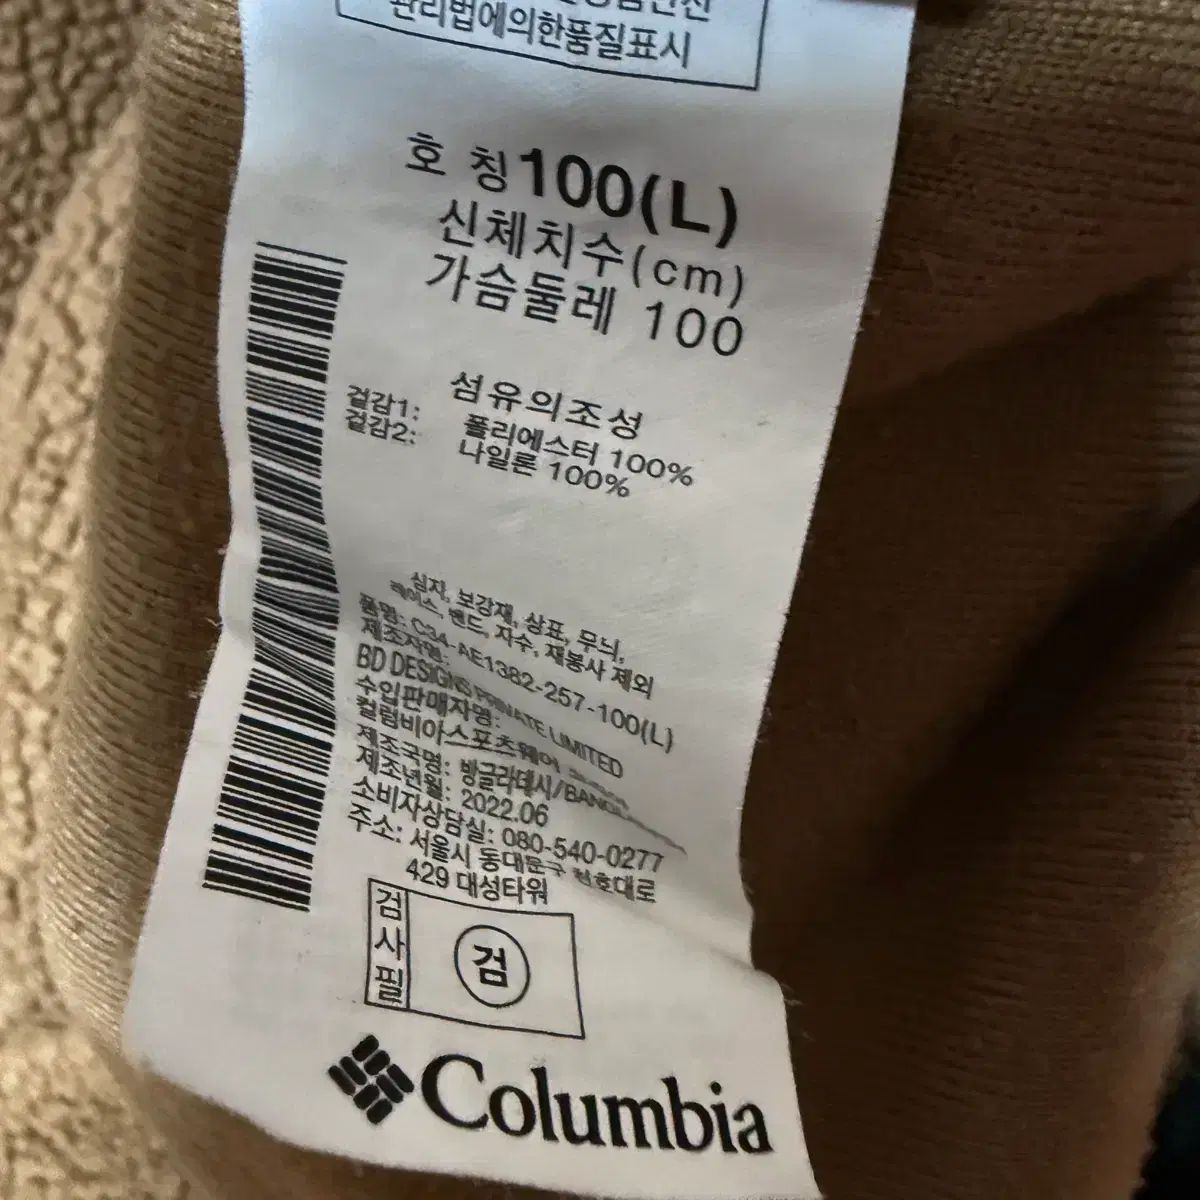 관리법에의한품질표시
호 칭 100(L)
신체치수(cm)
가슴둘레 100
섬유의조성
겉감1: 폴리에스터 100%
겉감2: 나일론 100%
심지, 보강재, 상표, 무늬,
레이스, 밴드, 자수, 재봉사 제외
품명: C34-AE1382-257-100(L)
제조자명:
BD DESIGNS PRIVATE LIMITED
수입판매자명:
컬럼비아스포츠웨어
제조국명: 방글라데시/BANGLADESH
제조년월: 2022.06
소비자상담실: 080-540-0277
주소: 서울시 동대문구 천호대로
429 대성타워
검사필
검
Columbia